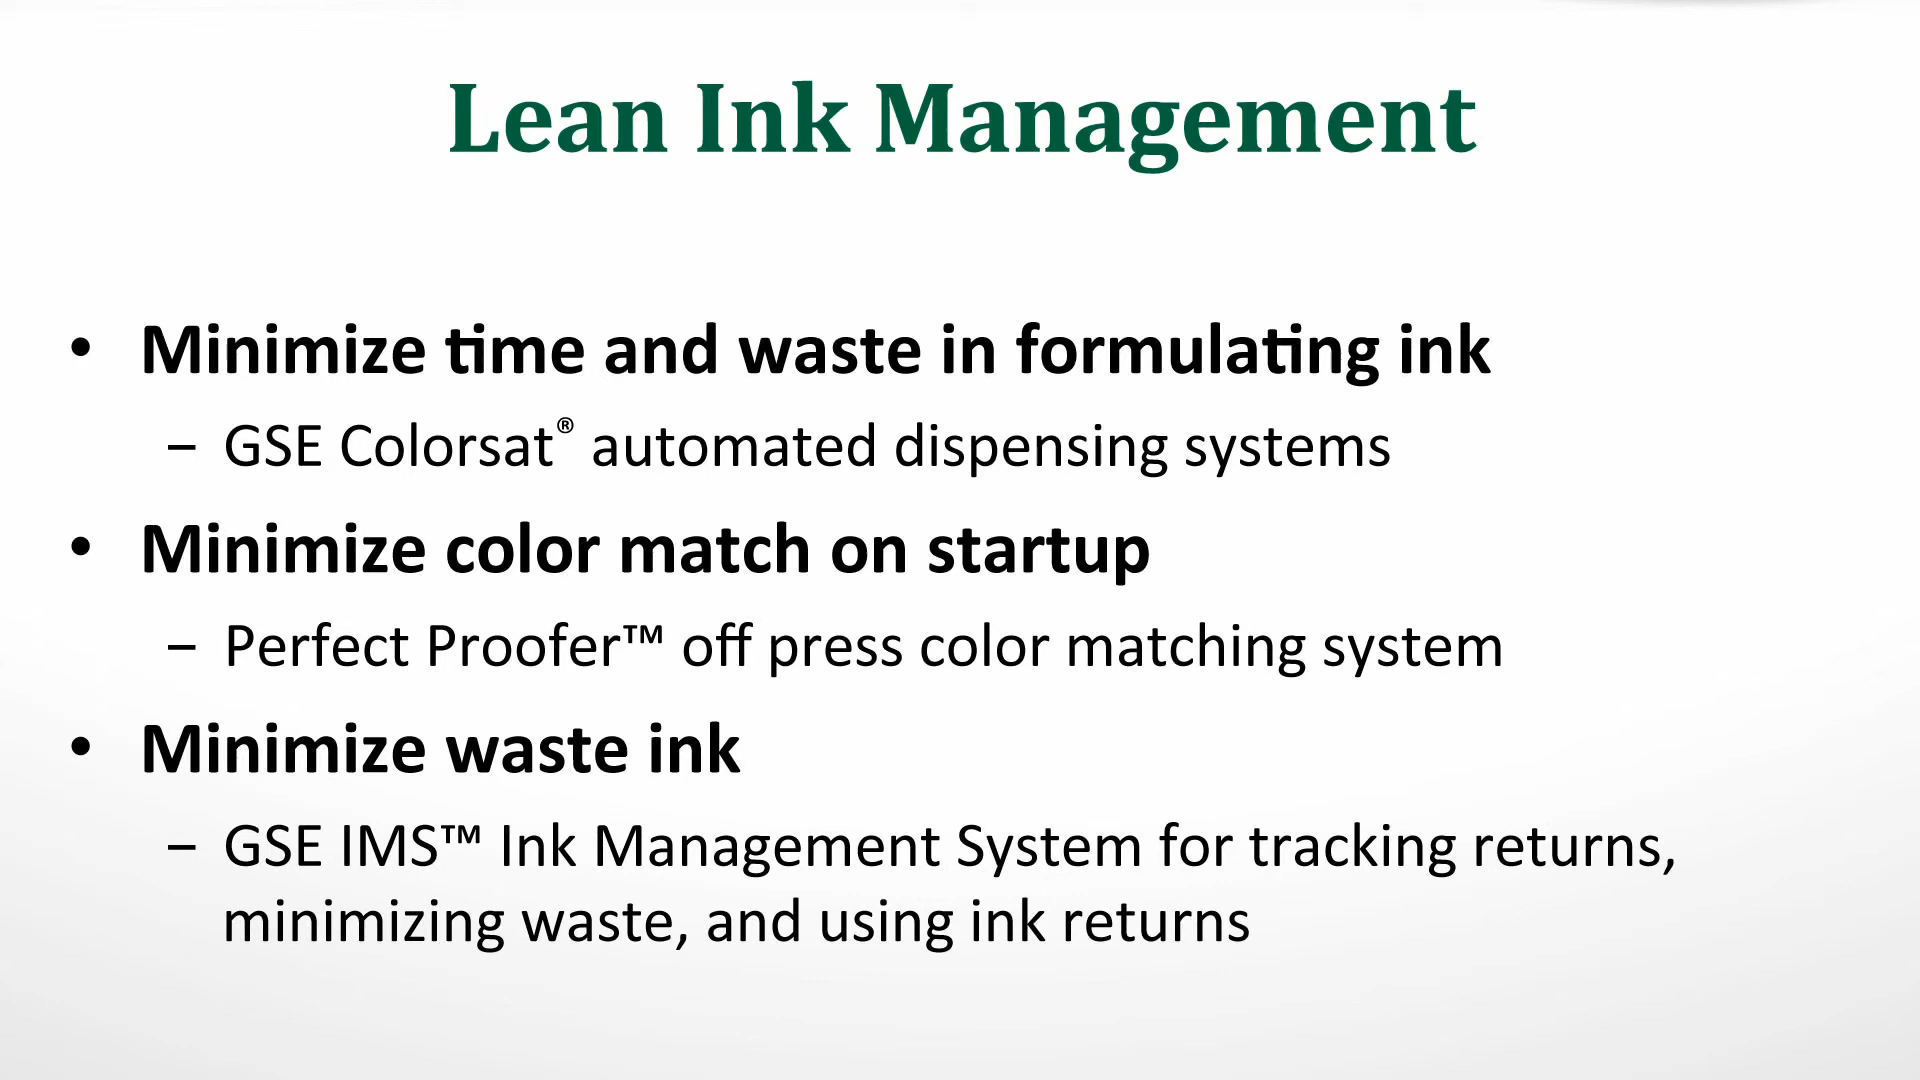 Lean Ink Management
• Minimize time and waste in formulating ink
– GSE Colorsat® automated dispensing systems
• Minimize color match on startup
– Perfect Proofer™ off press color matching system
• Minimize waste ink
– GSE IMS™ Ink Management System for tracking returns,
minimizing waste, and using ink returns